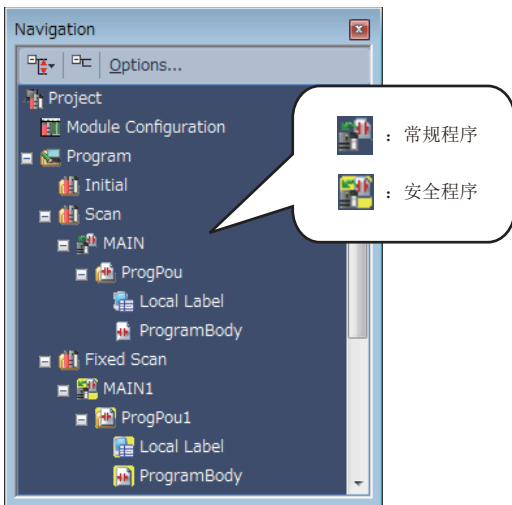 Navigation
Options...
Project
Module Configuration
Program
Initial
Scan
MAIN
ProgPou
Local Label
ProgramBody
Fixed Scan
MAIN1
ProgPou1
Local Label
ProgramBody
：常规程序
：安全程序